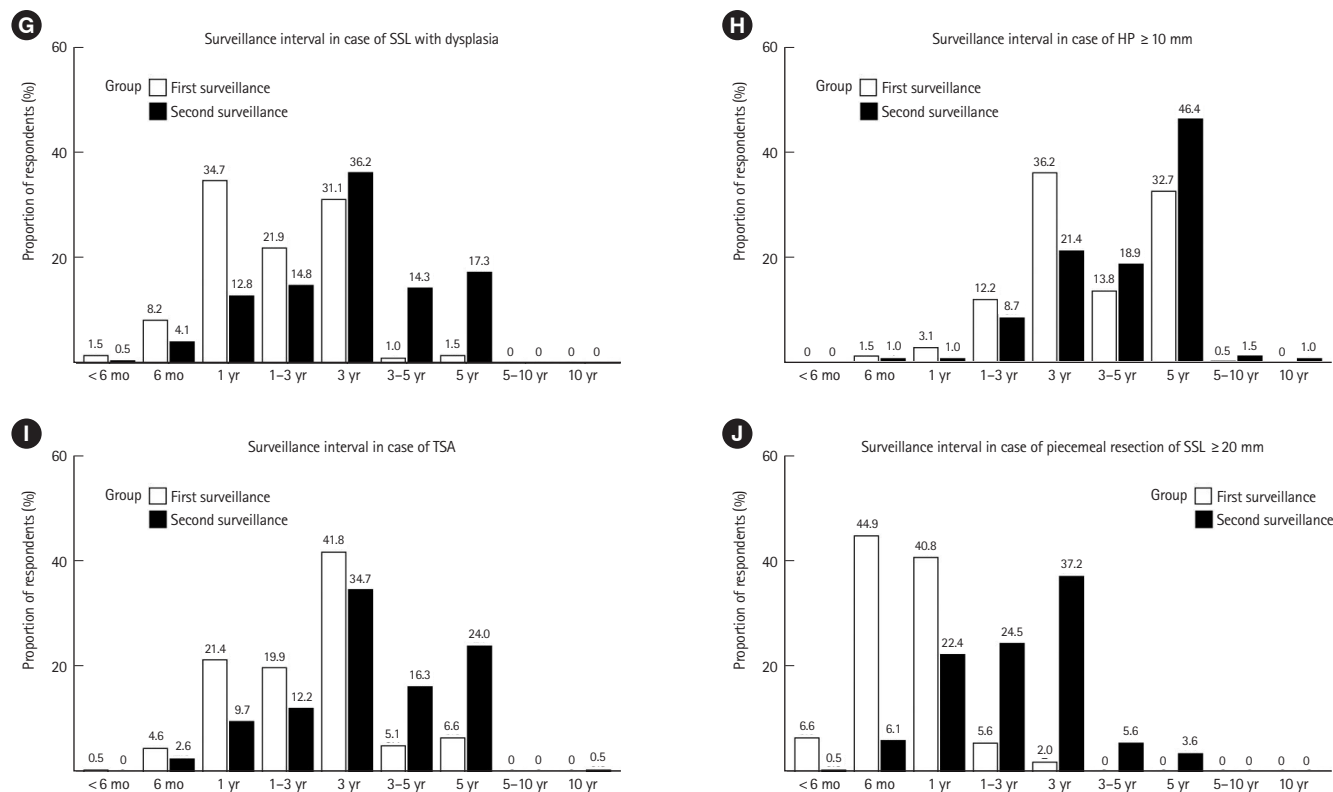 G
Surveillance interval in case of SSL with dysplasia
60
40
20
Proportion of respondents (%)
Group
First surveillance
Second surveillance
1.5 0.5 8.2 4.1 34.7 12.8 21.9 14.8 31.1 36.2 1.0 14.3 1.5 17.3 0 0 0 0
< 6 mo 6 mo 1 yr 1–3 yr 3 yr 3–5 yr 5 yr 5–10 yr 10 yr
H
Surveillance interval in case of HP ≥ 10 mm
60
40
20
Proportion of respondents (%)
Group
First surveillance
Second surveillance
0 0 1.5 1.0 3.1 1.0 12.2 8.7 36.2 21.4 13.8 18.9 32.7 46.4 0.5 1.5 0 1.0
< 6 mo 6 mo 1 yr 1–3 yr 3 yr 3–5 yr 5 yr 5–10 yr 10 yr
I
Surveillance interval in case of TSA
60
40
20
Proportion of respondents (%)
Group
First surveillance
Second surveillance
0.5 0 4.6 2.6 21.4 9.7 19.9 12.2 41.8 34.7 5.1 16.3 6.6 24.0 0 0 0 0.5
< 6 mo 6 mo 1 yr 1–3 yr 3 yr 3–5 yr 5 yr 5–10 yr 10 yr
J
Surveillance interval in case of piecemeal resection of SSL ≥ 20 mm
60
40
20
Proportion of respondents (%)
Group
First surveillance
Second surveillance
6.6 0.5 44.9 6.1 40.8 22.4 5.6 24.5 2.0 37.2 0 5.6 0 3.6 0 0 0 0
< 6 mo 6 mo 1 yr 1–3 yr 3 yr 3–5 yr 5 yr 5–10 yr 10 yr